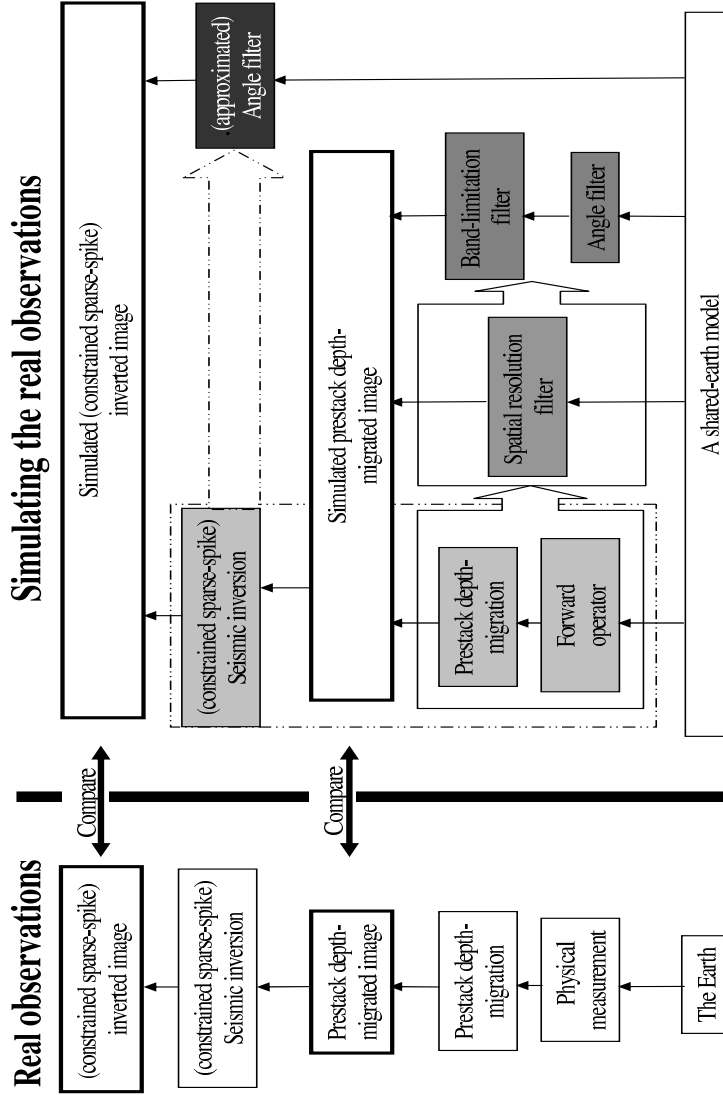 Real observations
(constrained sparse-spike)
inverted image
(constrained sparse-spike)
Seismic inversion
Prestack depth-
migrated image
Prestack depth-
migration
Physical
measurement
The Earth
Compare
Compare
Simulating the real observations
Simulated (constrained sparse-spike)
inverted image
(constrained sparse-spike)
Seismic inversion
.(approximated)
Angle filter
Simulated prestack depth-
migrated image
Prestack depth-
migration
Forward
operator
Spatial resolution
filter
Band-limitation
filter
Angle filter
A shared-earth model